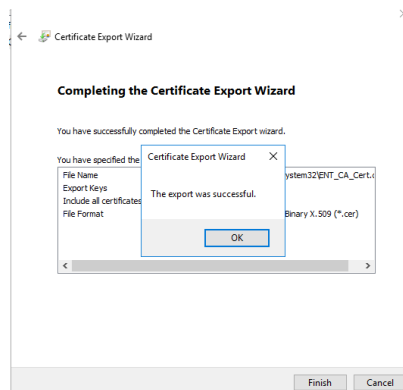 Certificate Export Wizard
Completing the Certificate Export Wizard
You have successfully completed the Certificate Export wizard.
You have specified the
Certificate Export Wizard
The export was successful.
OK
File Name
ystem32\ENT_CA_Cert.c
Export Keys
Include all certificates
File Format
Binary X.509 (*.cer)
Finish
Cancel